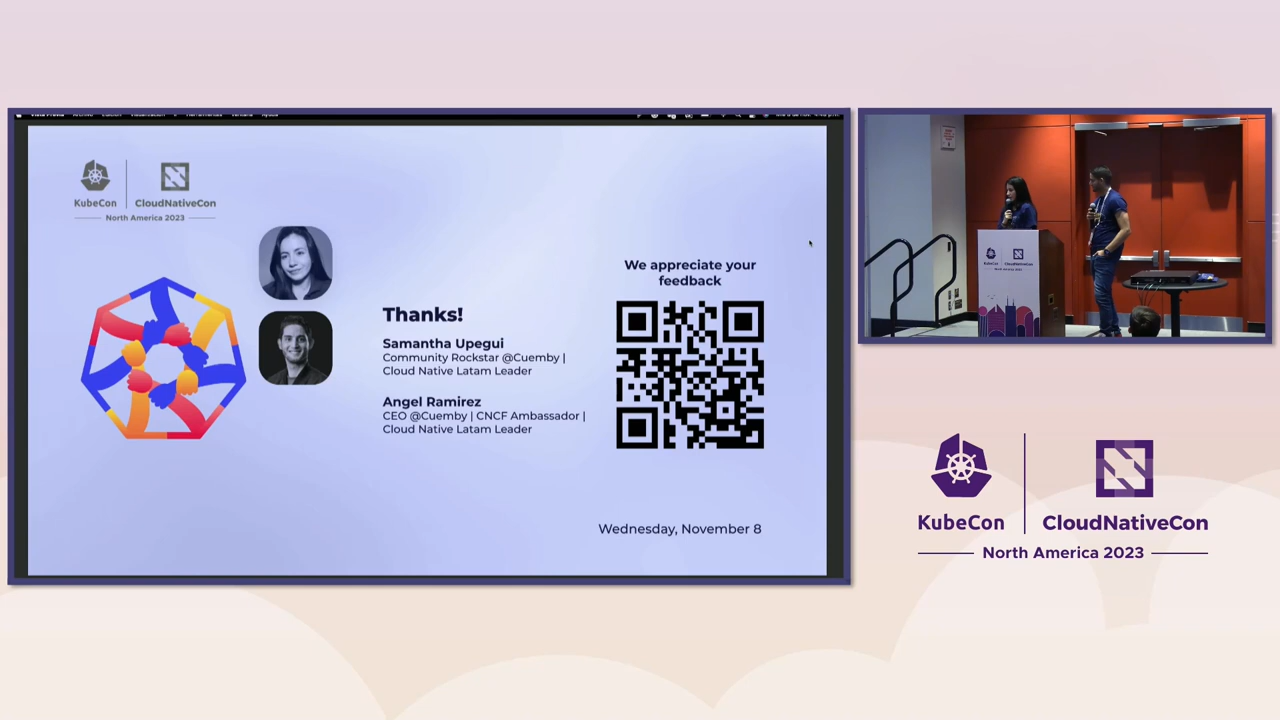 KubeCon
CloudNativeCon
North America 2023
We appreciate your
feedback
Thanks!
Samantha Upegui
Community Rockstar @Cuemby |
Cloud Native Latam Leader
Angel Ramirez
CEO @Cuemby | CNCF Ambassador |
Cloud Native Latam Leader
Wednesday, November 8
KubeCon
CloudNativeCon
North America 2023